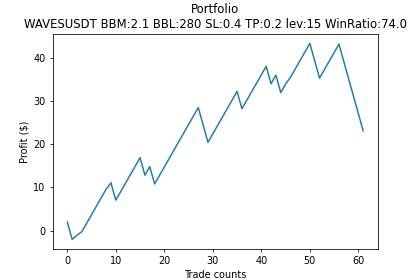 Portfolio
WAVESUSDT BBM:2.1 BBL:280 SL:0.4 TP:0.2 lev:15 WinRatio:74.0
40
30
20
10
0
Profit ($)
0 10 20 30 40 50 60
Trade counts